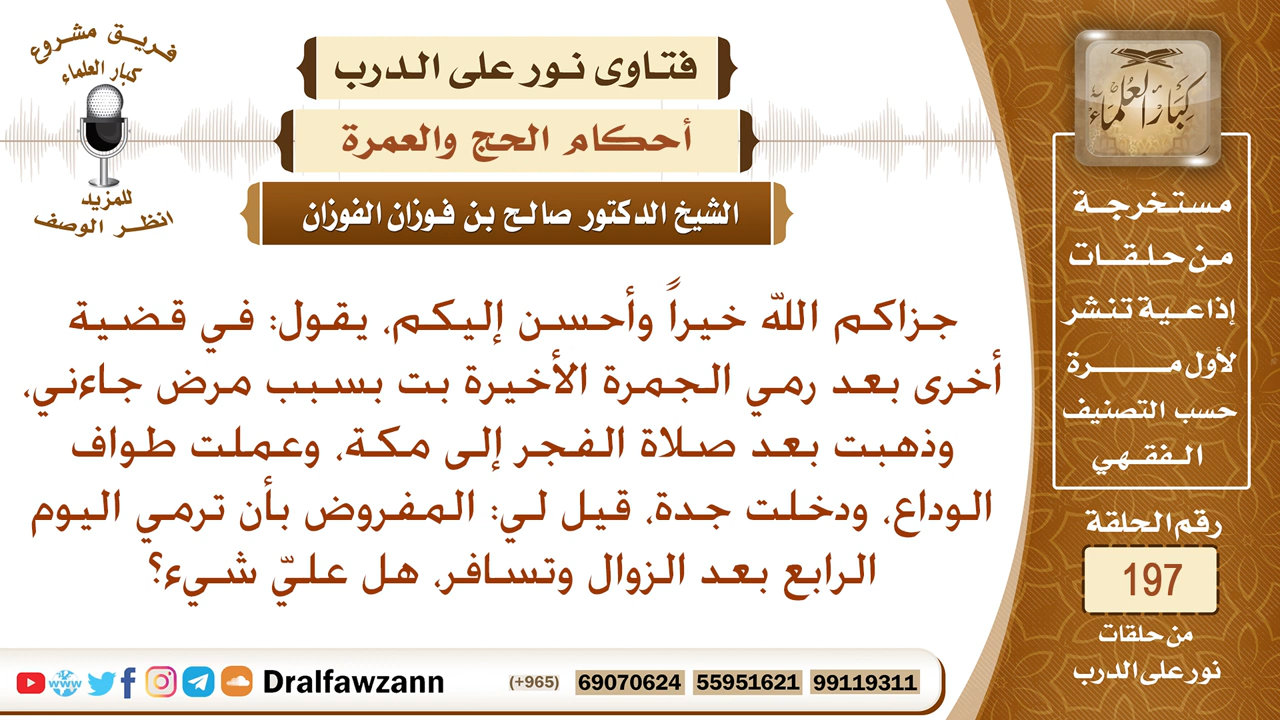 فريق مشروع
كبار العلماء
للمزيد
انظر الوصف
فتاوى نور على الدرب
أحكام الحج والعمرة
الشيخ الدكتور صالح بن فوزان الفوزان
جزاكم الله خيراً وأحسن إليكم، يقول: في قضية
أخرى بعد رمي الجمرة الأخيرة بت بسبب مرض جاءني،
وذهبت بعد صلاة الفجر إلى مكة، وعملت طواف
الوداع، ودخلت جدة، قيل لي: المفروض بأن ترمي اليوم
الرابع بعد الزوال وتسافر، هل عليّ شيء؟
كبار العلماء
مستخرجة
من حلقات
إذاعية تنشر
لأول مرة
حسب التصنيف
الفقهي
رقم الحلقة
197
من حلقات
نور على الدرب
www
Dralfawzann
(+965) 69070624 55951621 99119311